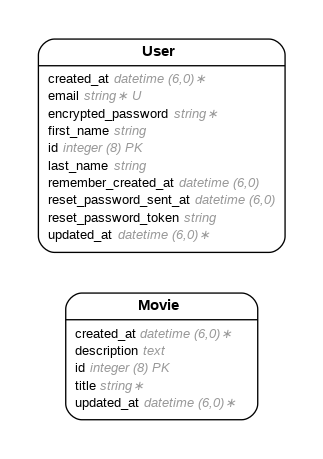 User
created_at datetime (6,0) ∗
email string ∗ U
encrypted_password string ∗
first_name string
id integer (8) PK
last_name string
remember_created_at datetime (6,0)
reset_password_sent_at datetime (6,0)
reset_password_token string
updated_at datetime (6,0) ∗
Movie
created_at datetime (6,0) ∗
description text
id integer (8) PK
title string ∗
updated_at datetime (6,0) ∗